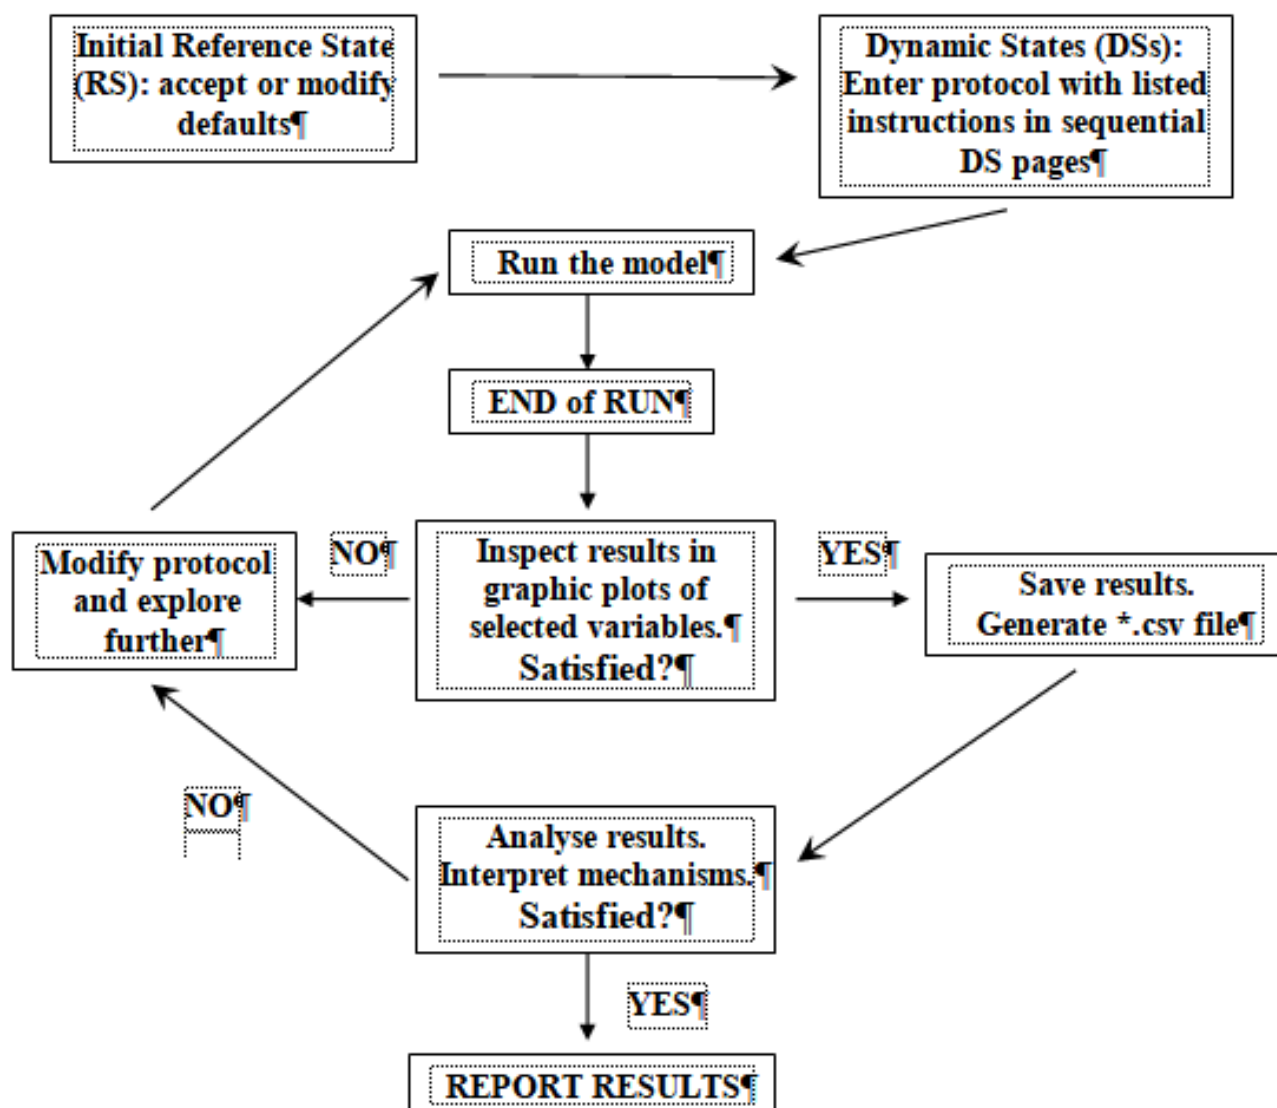 Initial Reference State
(RS): accept or modify
defaults¶
Dynamic States (DSs):
Enter protocol with listed
instructions in sequential
DS pages¶
Run the model¶
END of RUN¶
Modify protocol
and explore
further¶
NO¶
Inspect results in
graphic plots of
selected variables.¶
Satisfied?¶
YES¶
Save results.
Generate *.csv file¶
NO¶
Analyse results.
Interpret mechanisms.¶
Satisfied?¶
YES¶
REPORT RESULTS¶